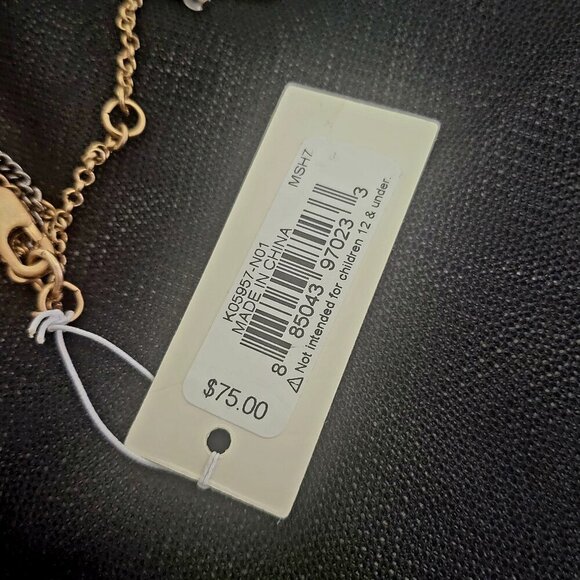 MSH7
K05957-N01
MADE IN CHINA
8 85043 97023 3
⚠ Not intended for children 12 & under.
$75.00